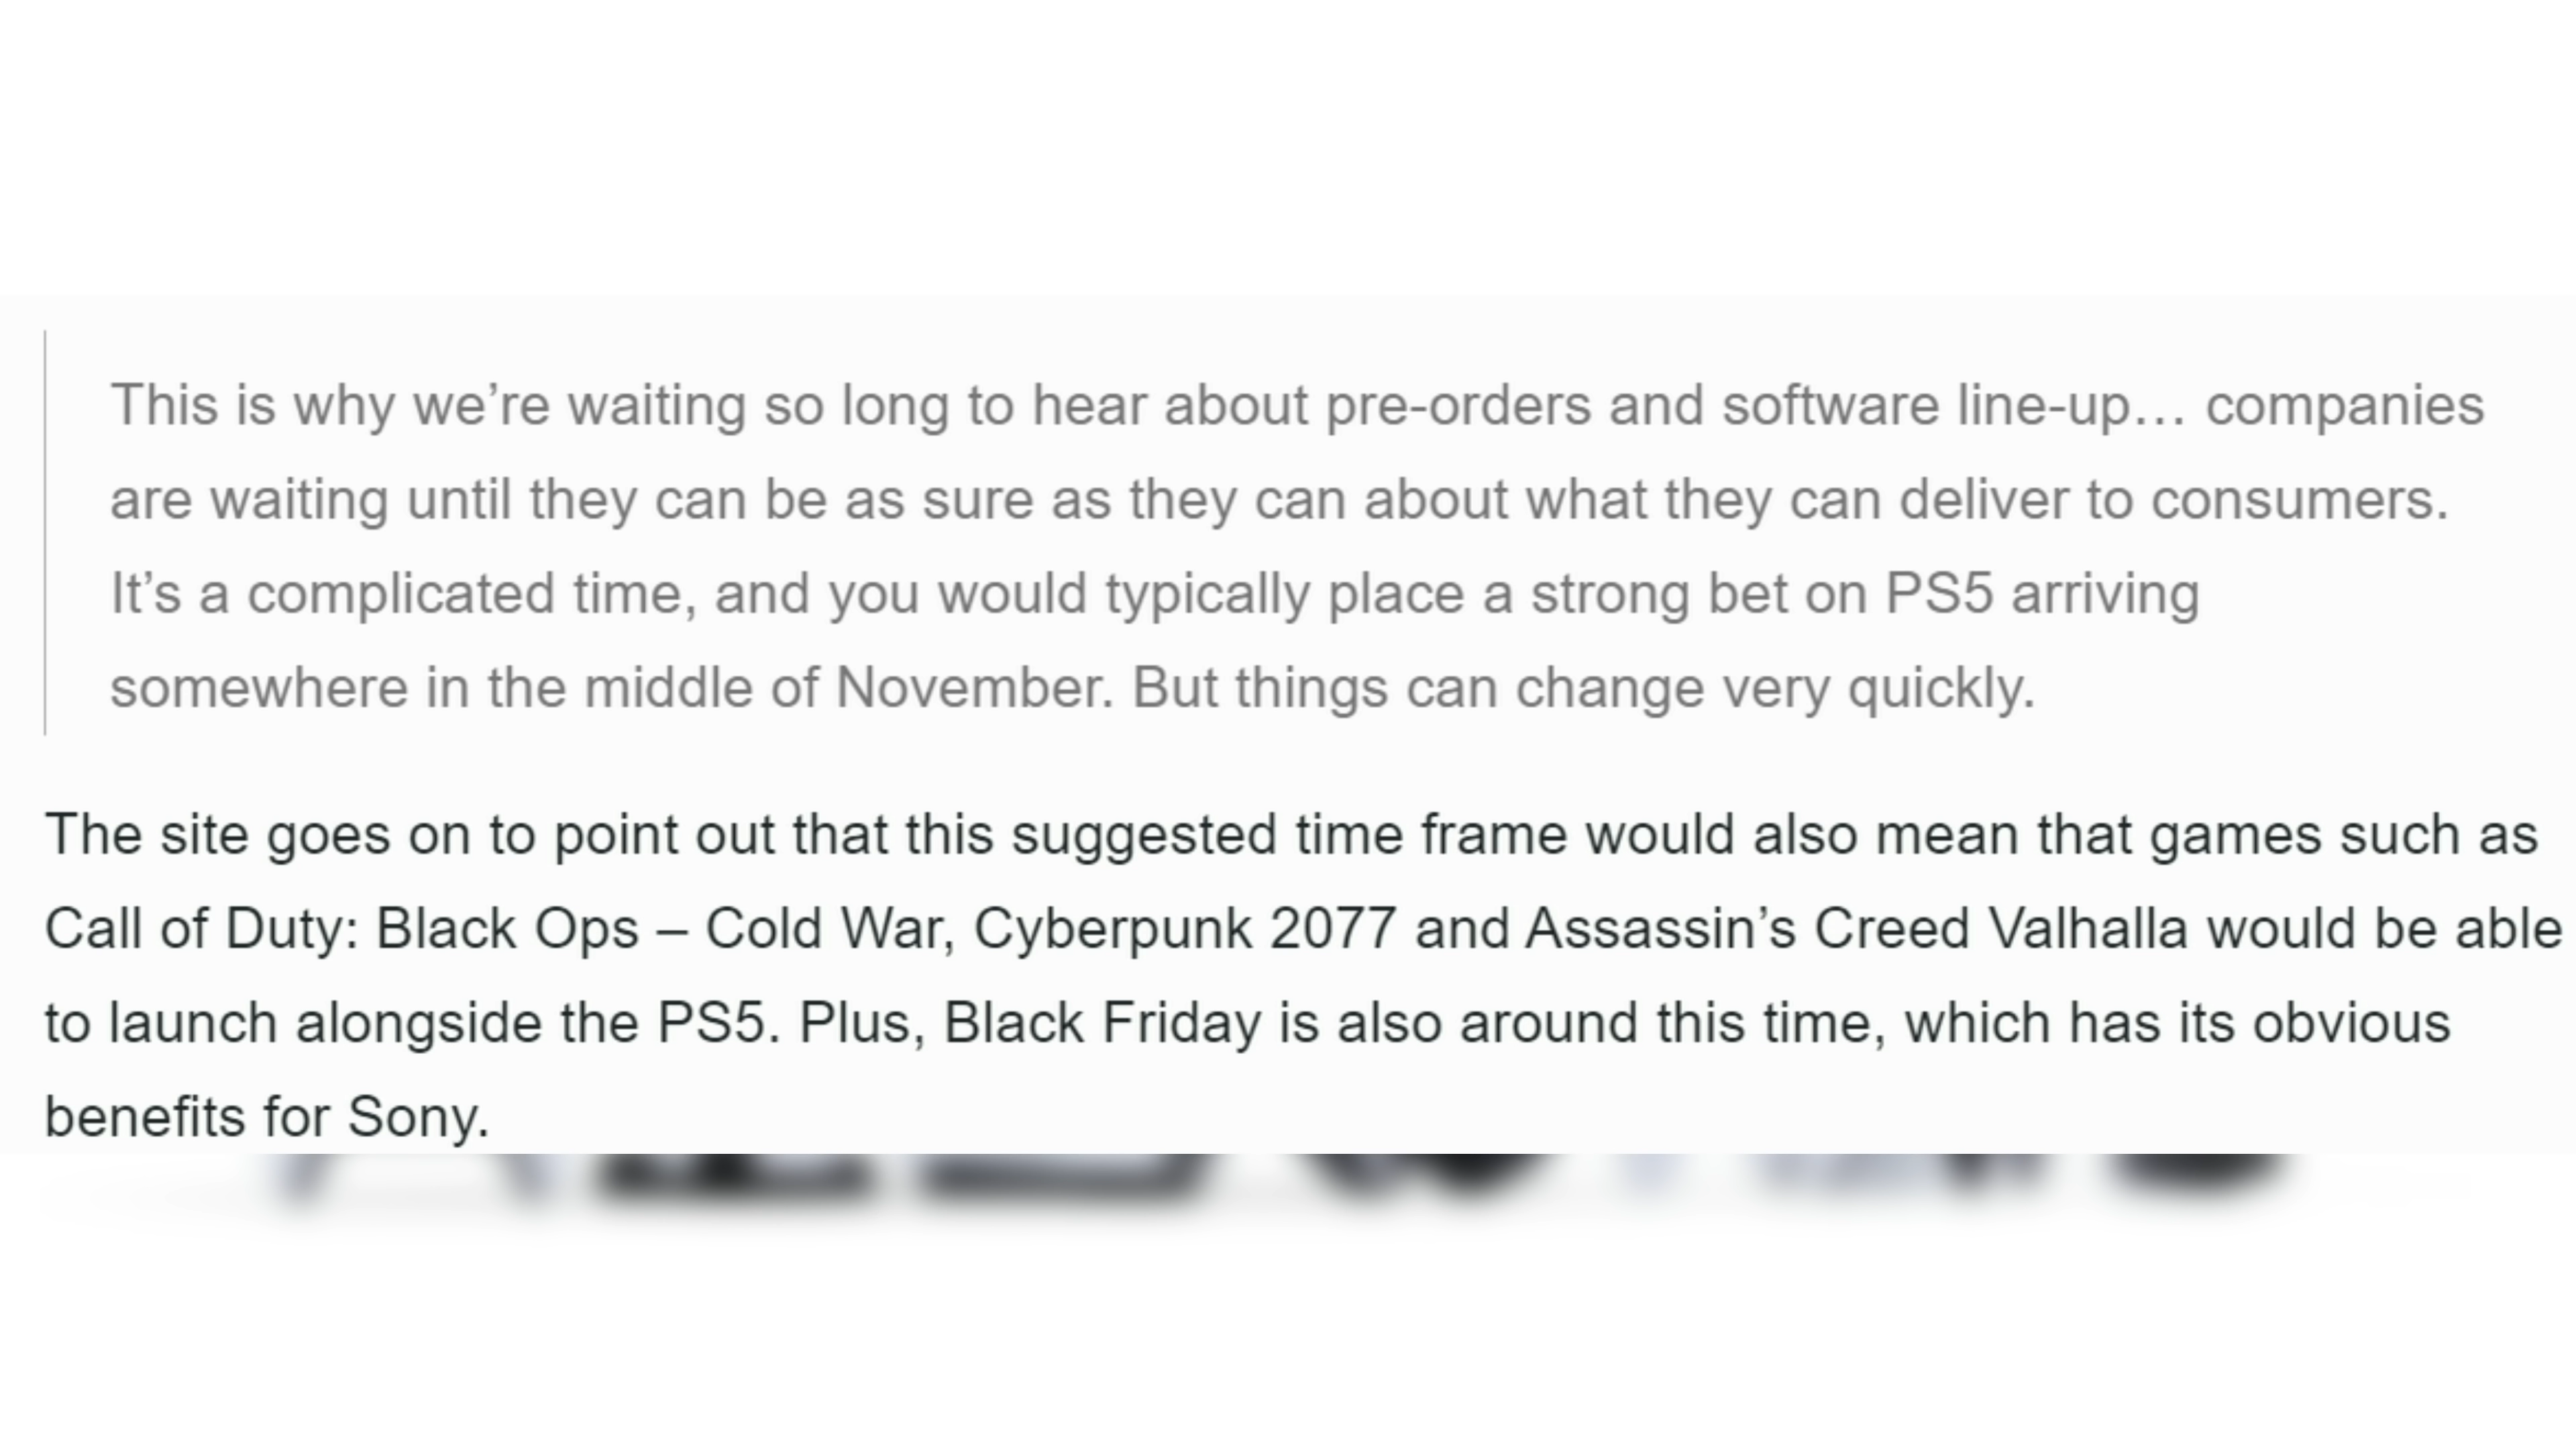 This is why we’re waiting so long to hear about pre-orders and software line-up… companies
are waiting until they can be as sure as they can about what they can deliver to consumers.
It’s a complicated time, and you would typically place a strong bet on PS5 arriving
somewhere in the middle of November. But things can change very quickly.
The site goes on to point out that this suggested time frame would also mean that games such as
Call of Duty: Black Ops – Cold War, Cyberpunk 2077 and Assassin’s Creed Valhalla would be able
to launch alongside the PS5. Plus, Black Friday is also around this time, which has its obvious
benefits for Sony.